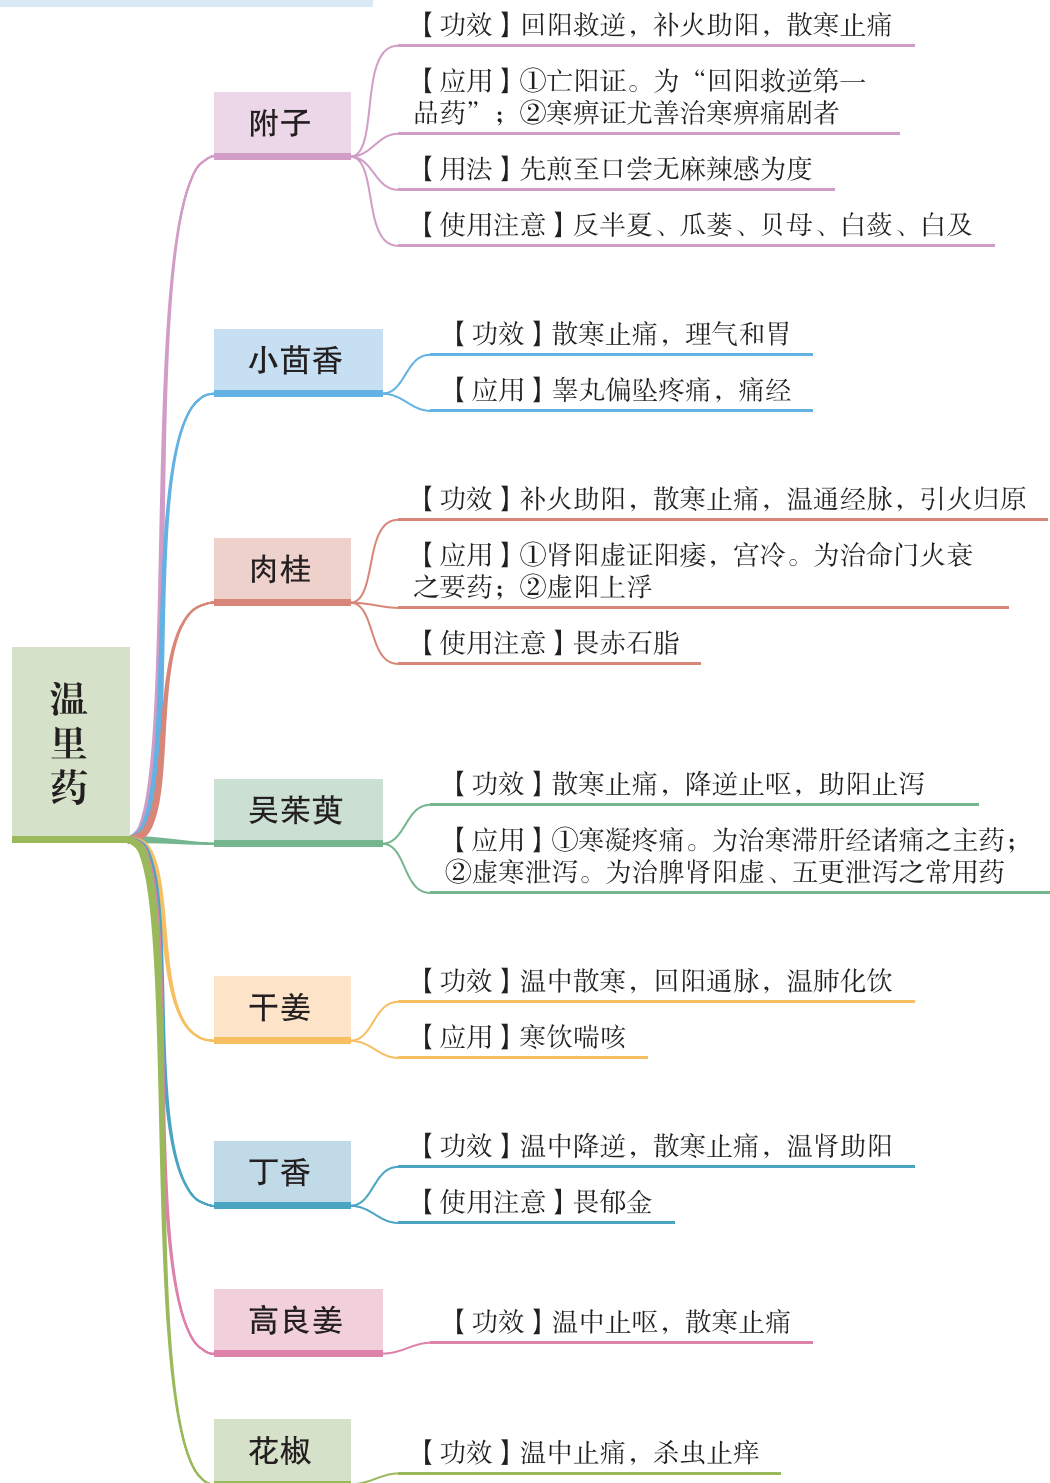 温里药
附子
【功效】回阳救逆，补火助阳，散寒止痛
【应用】①亡阳证。为“回阳救逆第一
品药”；②寒痹证尤善治寒痹痛剧者
【用法】先煎至口尝无麻辣感为度
【使用注意】反半夏、瓜蒌、贝母、白蔹、白及
小茴香
【功效】散寒止痛，理气和胃
【应用】睾丸偏坠疼痛，痛经
肉桂
【功效】补火助阳，散寒止痛，温通经脉，引火归原
【应用】①肾阳虚证阳痿，宫冷。为治命门火衰
之要药；②虚阳上浮
【使用注意】畏赤石脂
吴茱萸
【功效】散寒止痛，降逆止呕，助阳止泻
【应用】①寒凝疼痛。为治寒滞肝经诸痛之主药；
②虚寒泄泻。为治脾肾阳虚、五更泄泻之常用药
干姜
【功效】温中散寒，回阳通脉，温肺化饮
【应用】寒饮喘咳
丁香
【功效】温中降逆，散寒止痛，温肾助阳
【使用注意】畏郁金
高良姜
【功效】温中止呕，散寒止痛
花椒
【功效】温中止痛，杀虫止痒